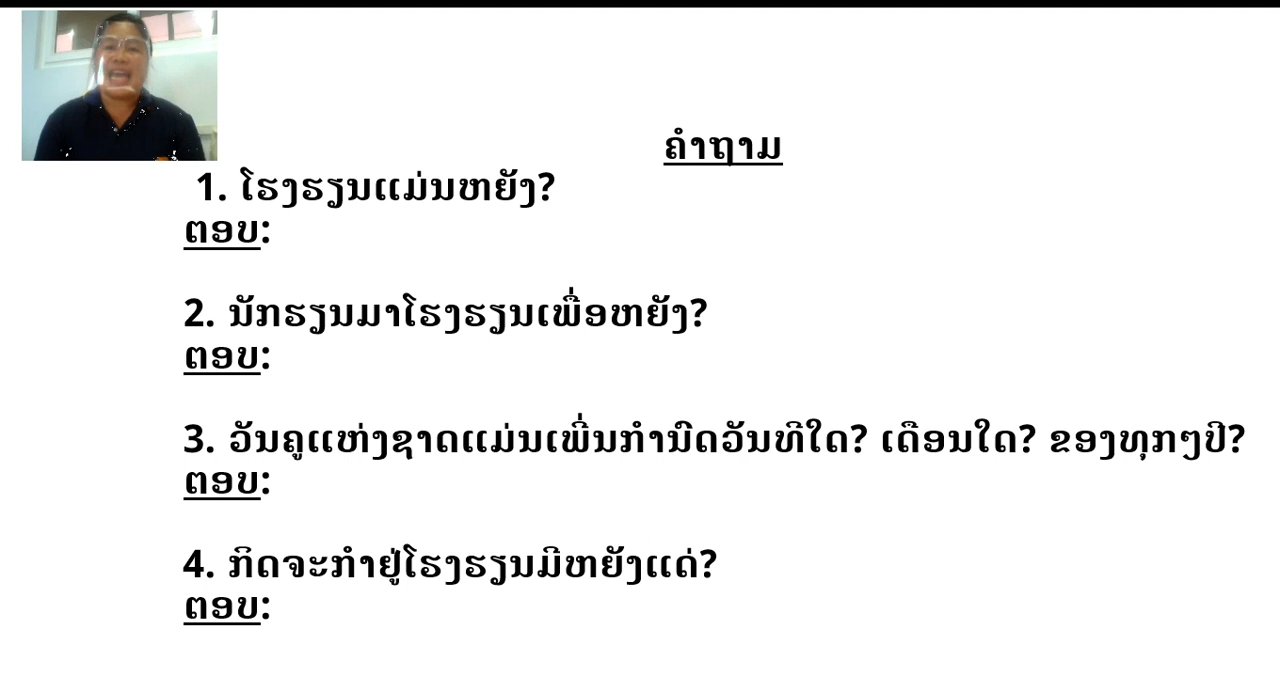 ຄຳຖາມ
1. ໂຮງຮຽນແມ່ນຫຍັງ?
ຕອບ:
2. ນັກຮຽນມາໂຮງຮຽນເພື່ອຫຍັງ?
ຕອບ:
3. ວັນຄູແຫ່ງຊາດແມ່ນເພິ່ນກຳນົດວັນທີໃດ? ເດືອນໃດ? ຂອງທຸກໆປີ?
ຕອບ:
4. ກິດຈະກຳຢູ່ໂຮງຮຽນມີຫຍັງແດ່?
ຕອບ: